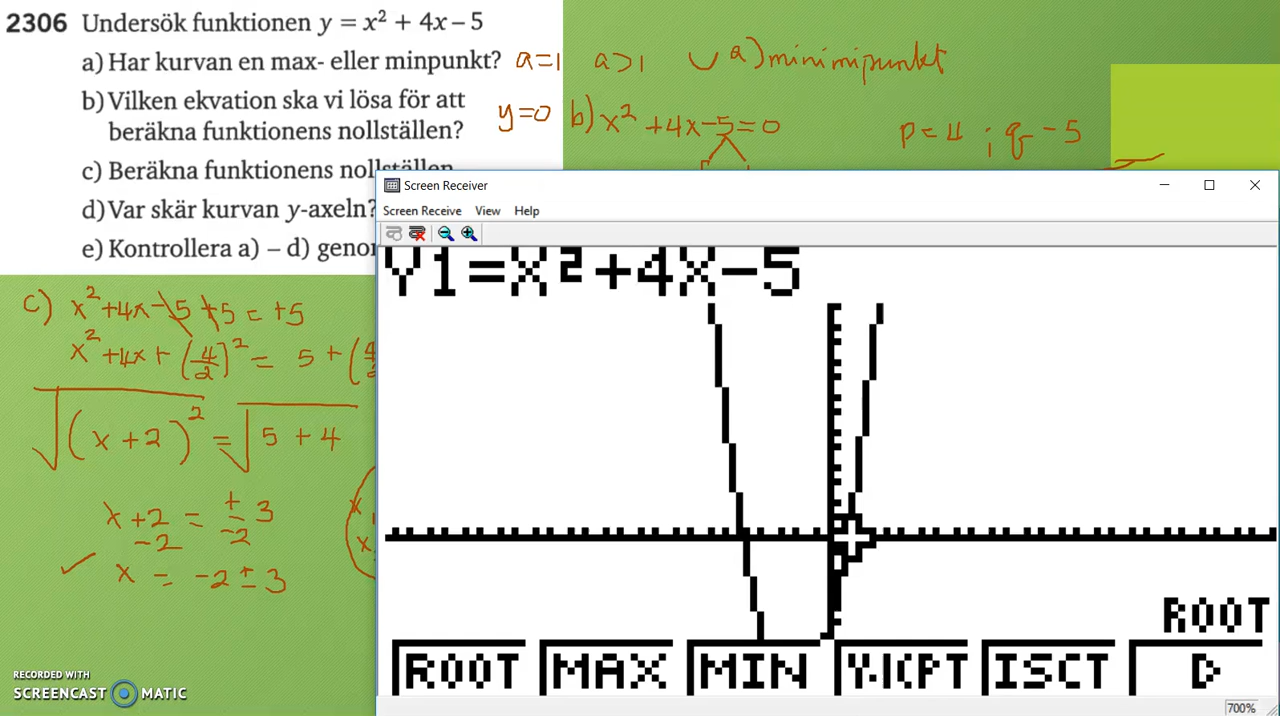 2306 Undersök funktionen y = x² + 4x – 5
a) Har kurvan en max- eller minpunkt?
b) Vilken ekvation ska vi lösa för att
beräkna funktionens nollställen?
c) Beräkna funktionens nollställen.
d) Var skär kurvan y-axeln?
e) Kontrollera a) – d) geno
a=1 a>1 a) minimipunkt
y=0 b) x² +4x-5=0 p=4 ; q -5
Screen Receiver
Screen Receive View Help
Y1=X²+4X-5
ROOT
ROOT MAX MIN Y-ICPT ISCT
700%
c) x²+4x-5+5=+5
x²+4x+(4/2)² = 5+(4/2
√(x+2)² = √5+4
x+2 = ±3
-2 -2
x = -2±3
RECORDED WITH
SCREENCAST MATIC